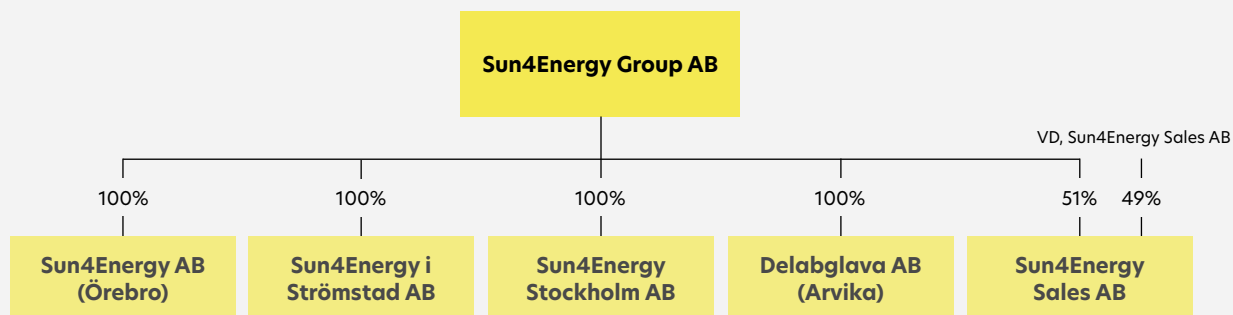 Sun4Energy Group AB
VD, Sun4Energy Sales AB
100%
100%
100%
100%
51%
49%
Sun4Energy AB
(Örebro)
Sun4Energy i
Strömstad AB
Sun4Energy
Stockholm AB
Delabglava AB
(Arvika)
Sun4Energy
Sales AB